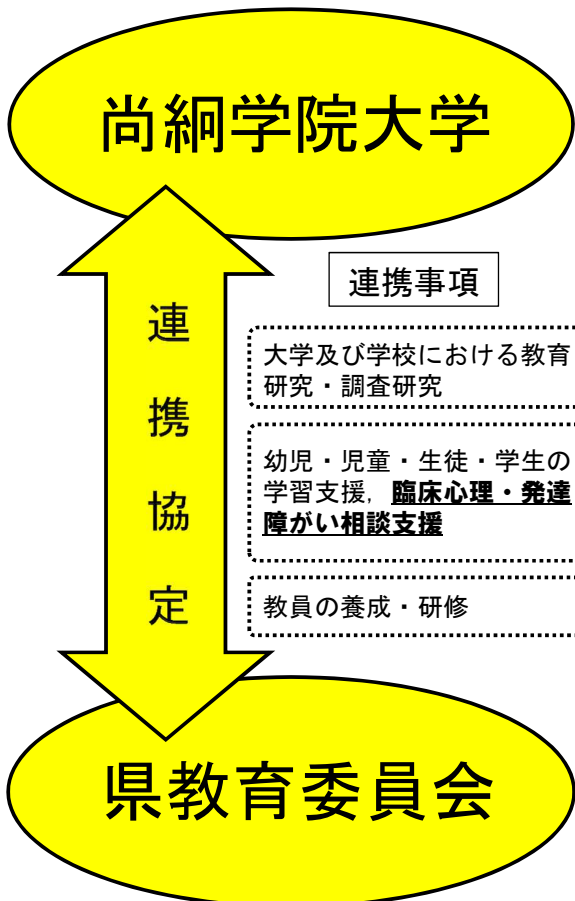 尚絅学院大学
連携協定
連携事項
大学及び学校における教育
研究・調査研究
幼児・児童・生徒・学生の
学習支援，臨床心理・発達
障がい相談支援
教員の養成・研修
県教育委員会